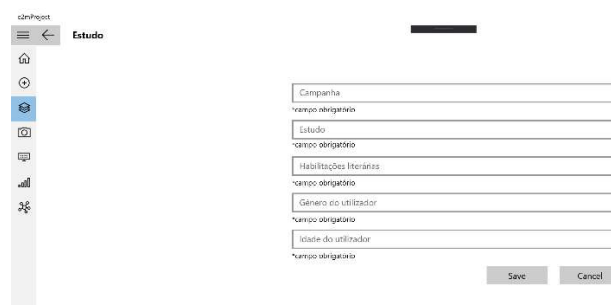 c2mProject
Estudo
Campanha
*campo obrigatório
Estudo
*campo obrigatório
Habilitações literárias
*campo obrigatório
Género do utilizador
*campo obrigatório
Idade do utilizador
*campo obrigatório
Save Cancel